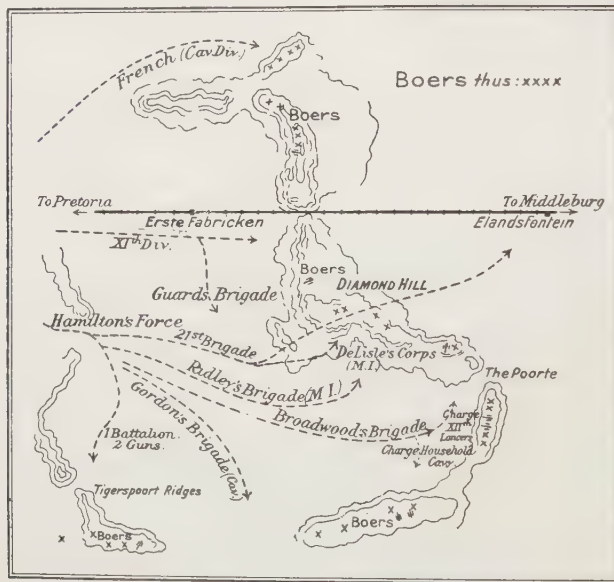 French (Cav. Div.)
Boers thus: xxxx
Boers
To Pretoria
To Middleburg
Erste Fabricken
Elandsfontein
XIth Div.
Boers
DIAMOND HILL
Guards Brigade
Hamilton's Force
21st Brigade
DeLisle's Corps
(M.I.)
Ridley's Brigade (M.I.)
The Poorte
Gordon's Brigade (Cav.)
Broadwood's Brigade
Charge
XIIth
Lancers
Charge Household
Cavy.
1 Battalion.
2 Guns.
Tigerspoort Ridges
Boers
Boers